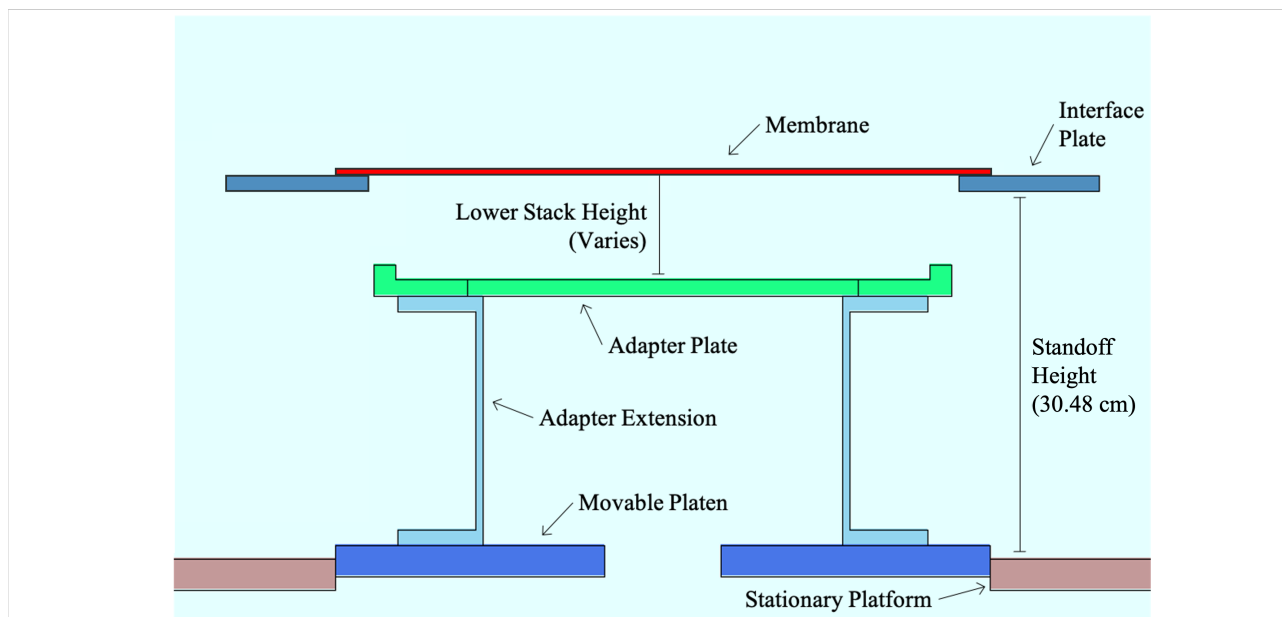 Membrane
Interface
Plate
Lower Stack Height
(Varies)
Adapter Plate
Standoff
Height
(30.48 cm)
Adapter Extension
Movable Platen
Stationary Platform